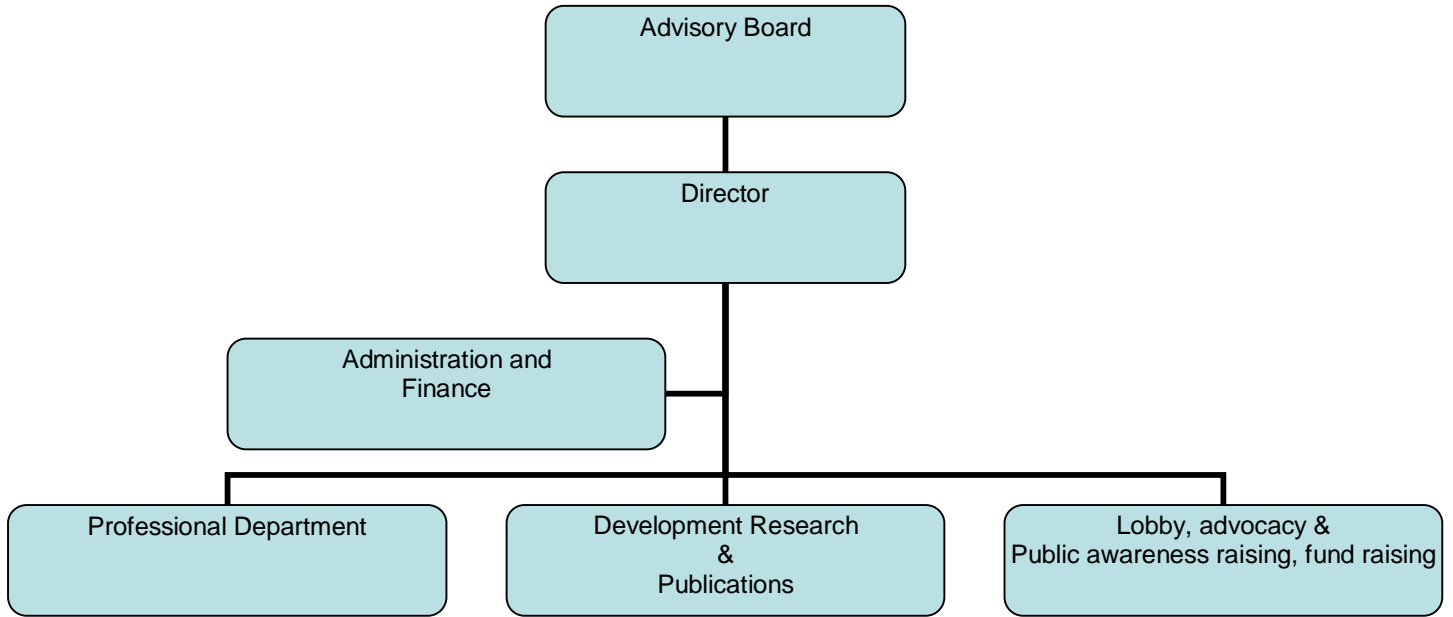 Advisory Board
Director
Administration and
Finance
Professional Department
Development Research
&
Publications
Lobby, advocacy &
Public awareness raising, fund raising